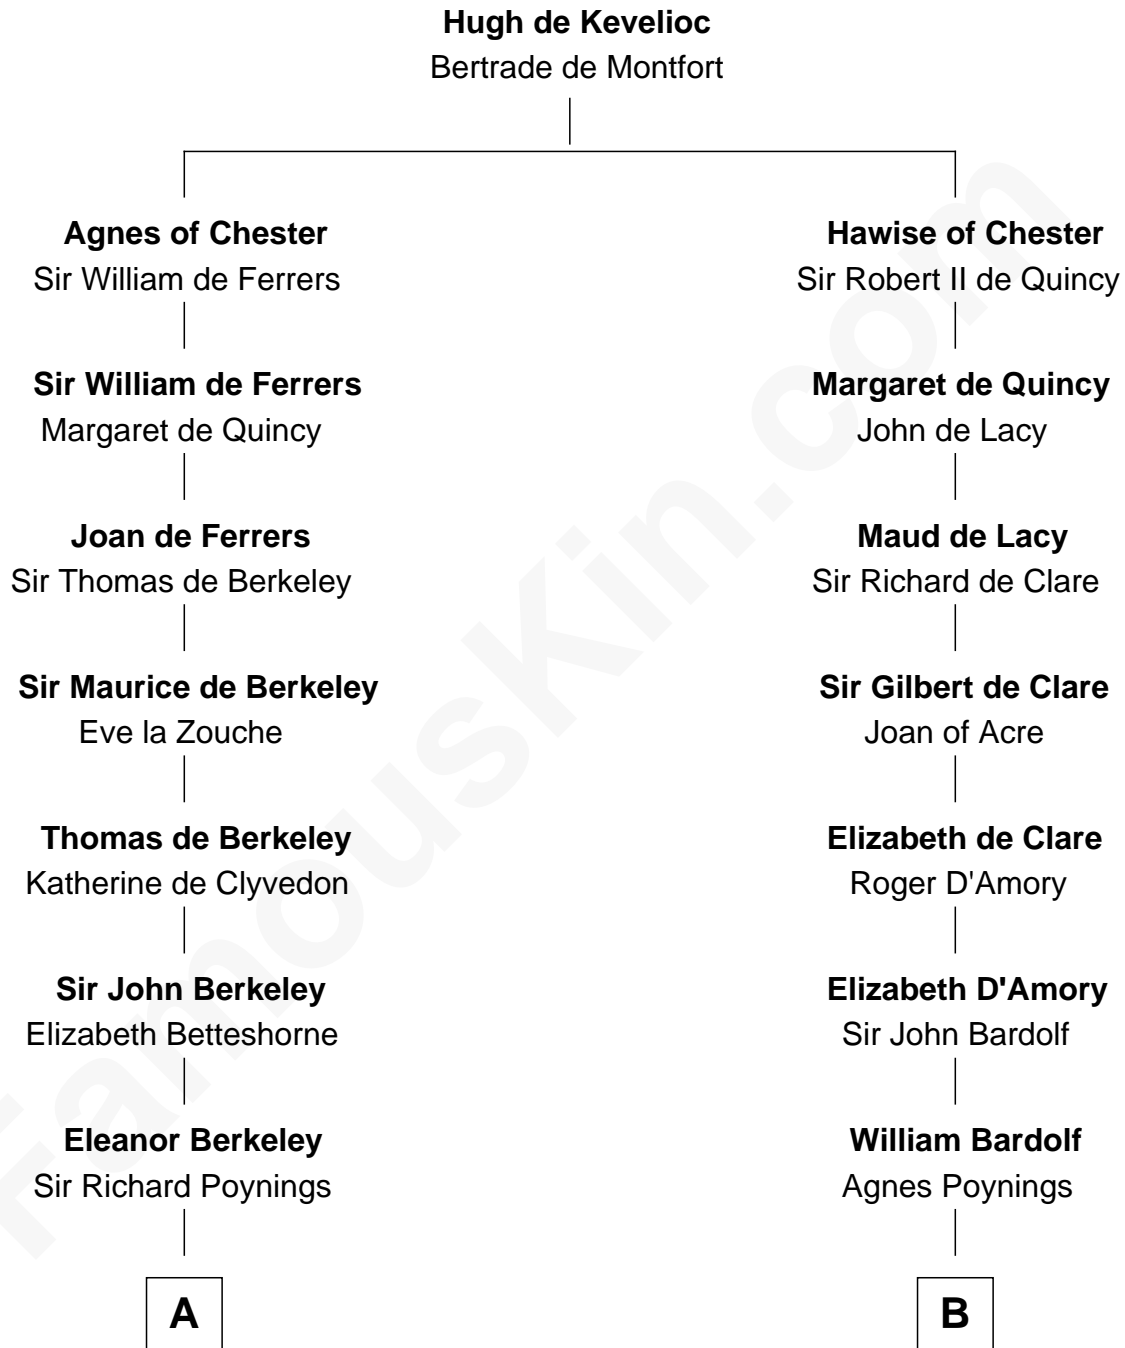 Hugh de Kevelioc
Bertrade de Montfort
Agnes of Chester
Sir William de Ferrers
Hawise of Chester
Sir Robert II de Quincy
Sir William de Ferrers
Margaret de Quincy
Margaret de Quincy
John de Lacy
Joan de Ferrers
Sir Thomas de Berkeley
Maud de Lacy
Sir Richard de Clare
Sir Maurice de Berkeley
Eve la Zouche
Sir Gilbert de Clare
Joan of Acre
Thomas de Berkeley
Katherine de Clyvedon
Elizabeth de Clare
Roger D'Amory
Sir John Berkeley
Elizabeth Betteshorne
Elizabeth D'Amory
Sir John Bardolf
Eleanor Berkeley
Sir Richard Poynings
William Bardolf
Agnes Poynings
A
B
FamousKin.com